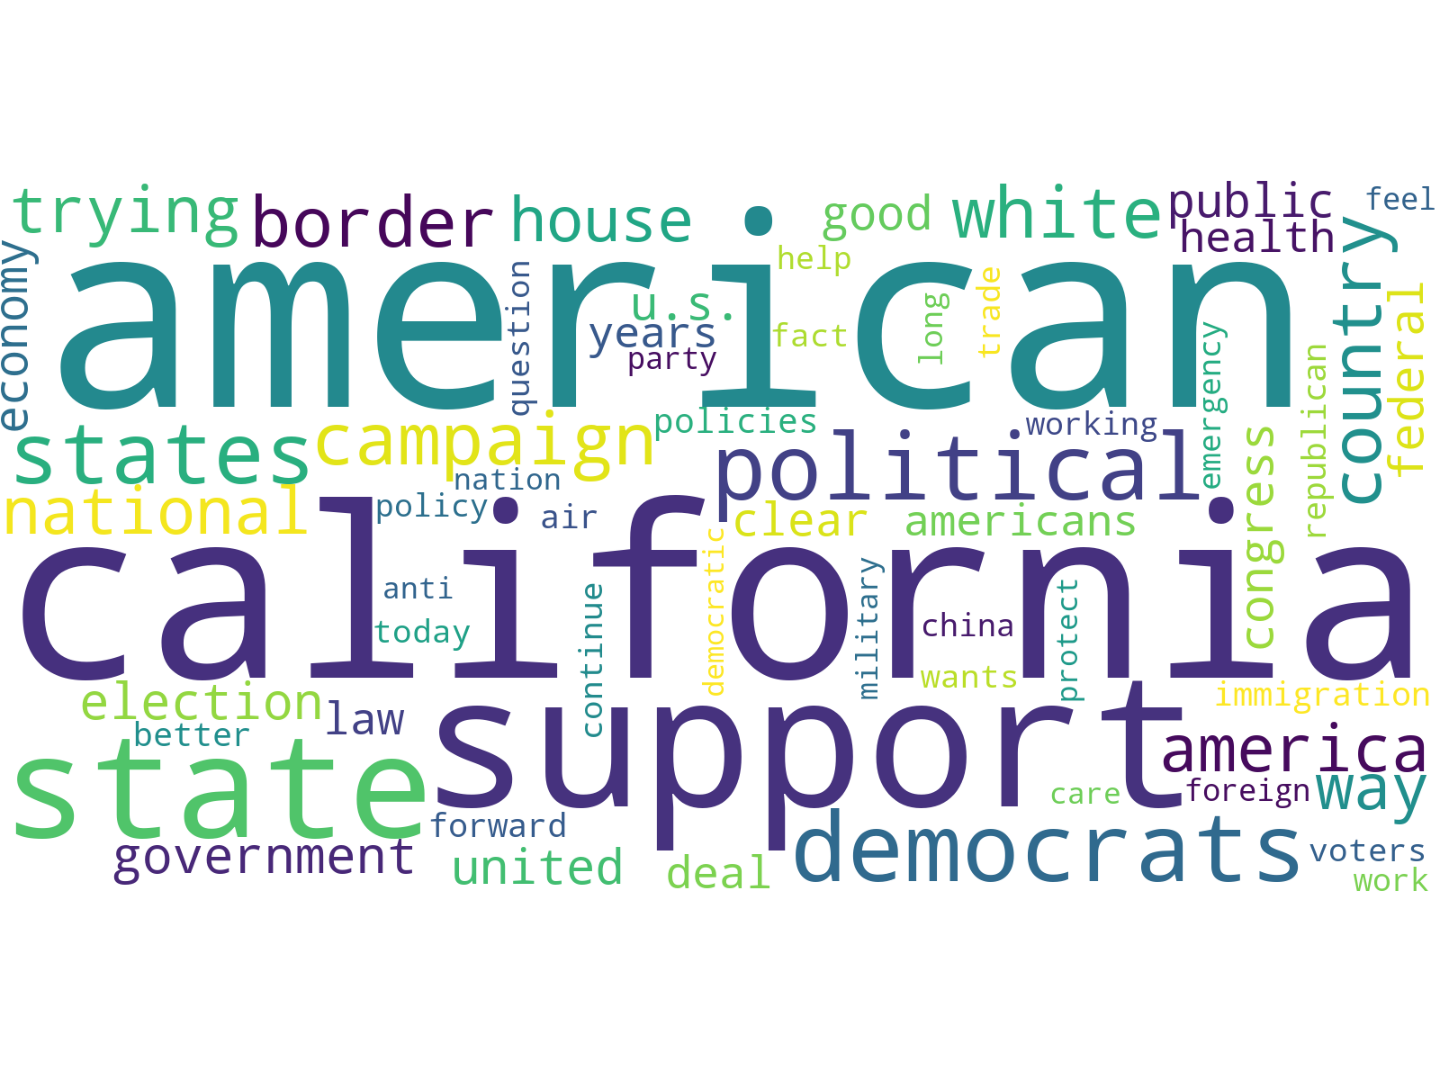 trying
border
house
good
white
public
feel
health
economy
american
help
question
u.s.
years
party
fact
long
trade
country
federal
emergency
republican
states
campaign
policies
working
political
congress
nation
national
policy
air
clear
americans
california
anti
today
continue
democratic
military
china
protect
wants
immigration
election
law
better
support
state
america
care
foreign
way
forward
democrats
government
united
deal
voters
work